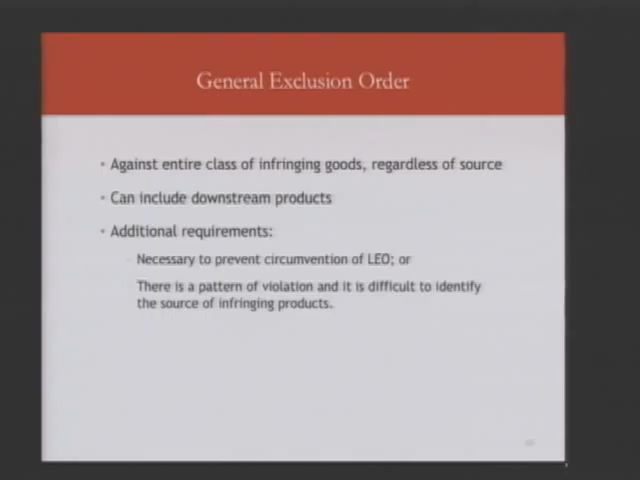 General Exclusion Order
• Against entire class of infringing goods, regardless of source
• Can include downstream products
• Additional requirements:
Necessary to prevent circumvention of LEO; or
There is a pattern of violation and it is difficult to identify
the source of infringing products.